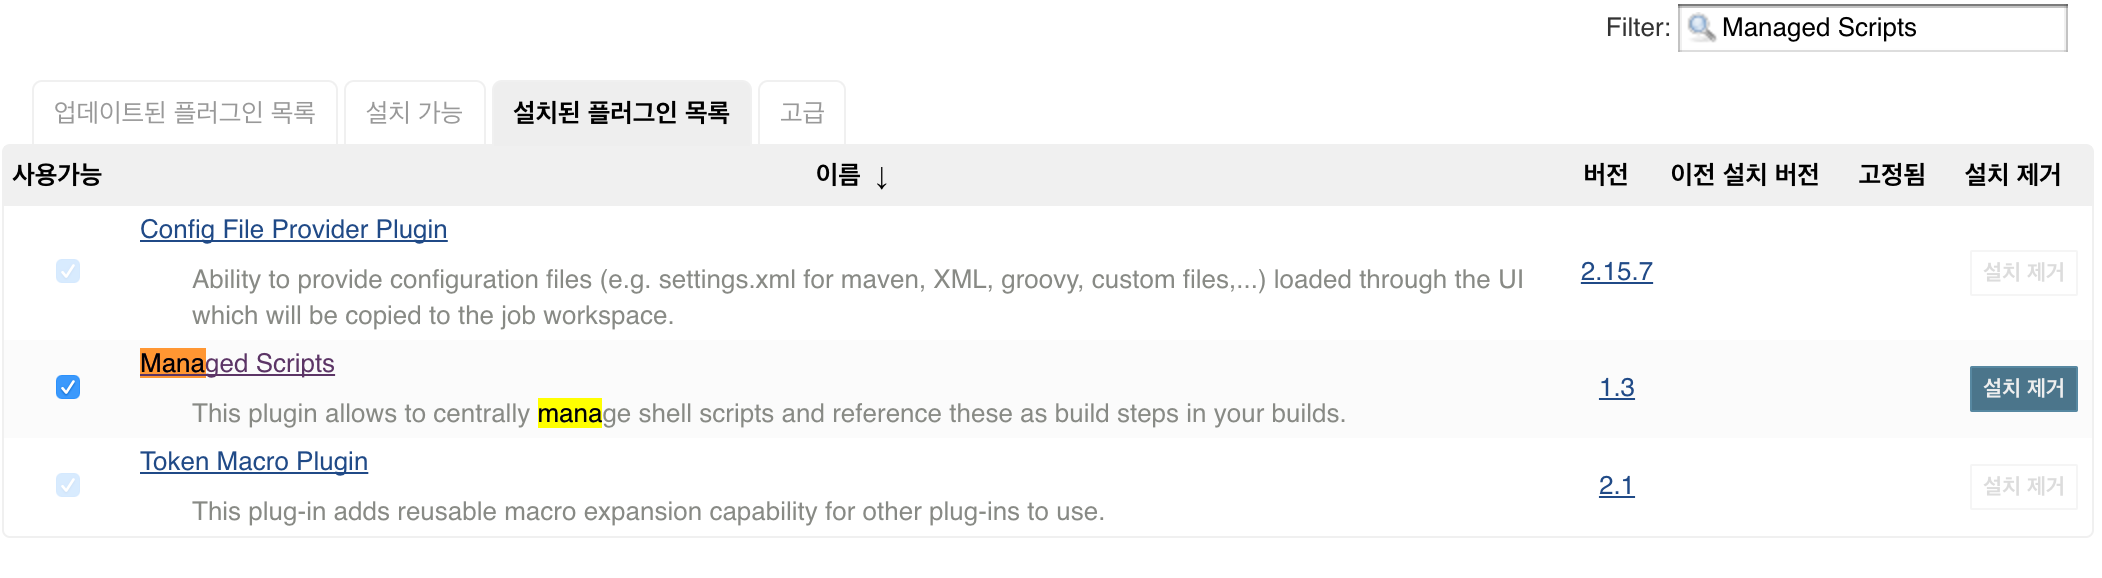 Filter: Managed Scripts
업데이트된 플러그인 목록 설치 가능 설치된 플러그인 목록 고급
사용가능 이름 ↓ 버전 이전 설치 버전 고정됨 설치 제거
Config File Provider Plugin
Ability to provide configuration files (e.g. settings.xml for maven, XML, groovy, custom files,...) loaded through the UI
which will be copied to the job workspace.
2.15.7
설치 제거
Managed Scripts
This plugin allows to centrally manage shell scripts and reference these as build steps in your builds.
1.3
설치 제거
Token Macro Plugin
This plug-in adds reusable macro expansion capability for other plug-ins to use.
2.1
설치 제거